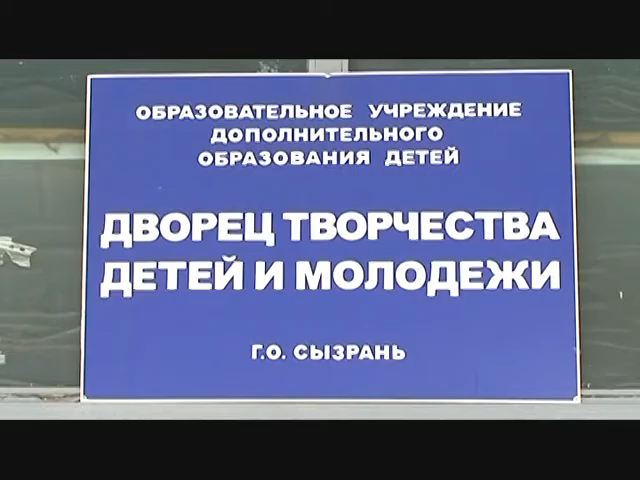 ОБРАЗОВАТЕЛЬНОЕ УЧРЕЖДЕНИЕ
ДОПОЛНИТЕЛЬНОГО
ОБРАЗОВАНИЯ ДЕТЕЙ
ДВОРЕЦ ТВОРЧЕСТВА
ДЕТЕЙ И МОЛОДЕЖИ
Г.О. СЫЗРАНЬ